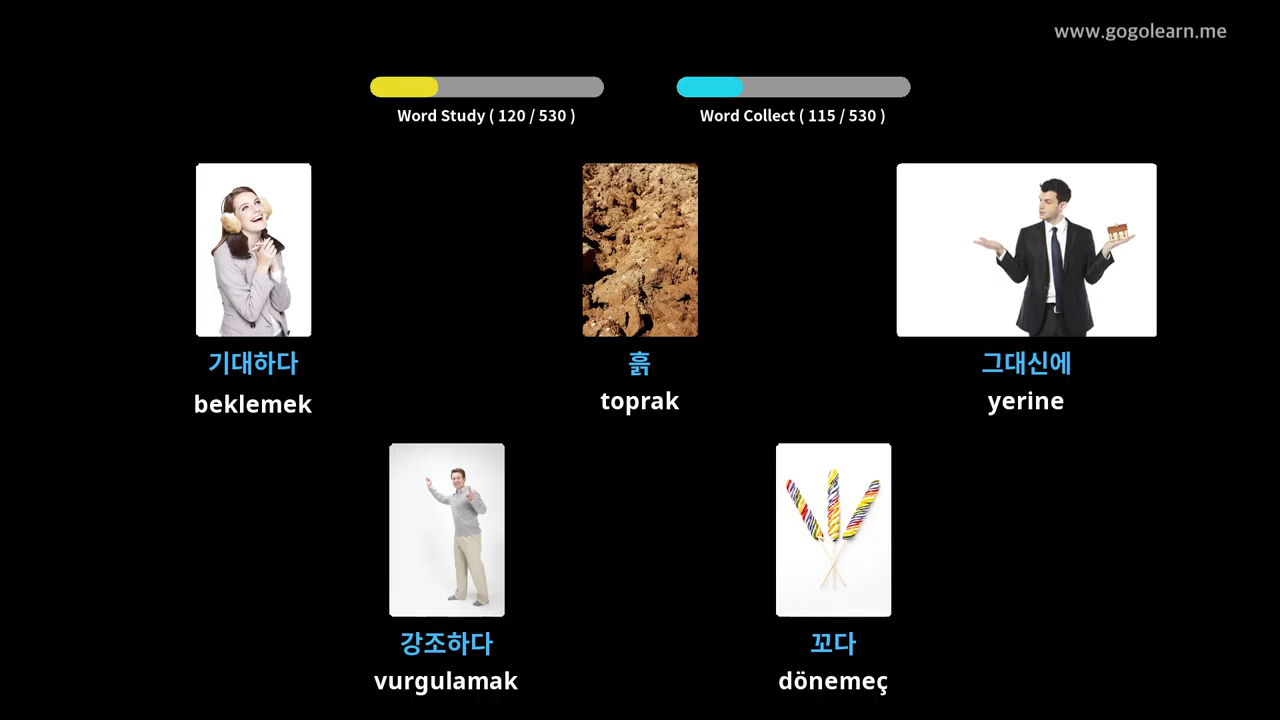 www.gogolearn.me
Word Study ( 120 / 530 )
Word Collect ( 115 / 530 )
기대하다
beklemek
흙
toprak
그대신에
yerine
강조하다
vurgulamak
꼬다
dönemeç